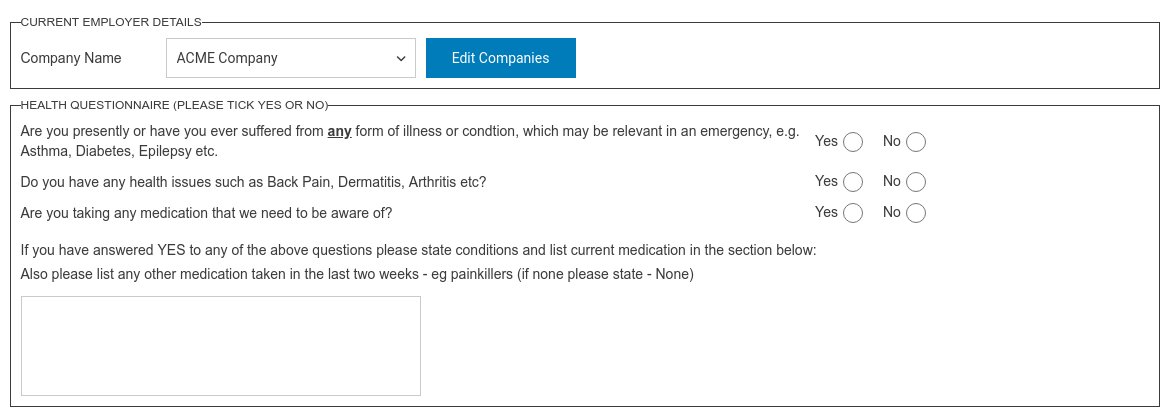 CURRENT EMPLOYER DETAILS
Company Name ACME Company Edit Companies
HEALTH QUESTIONNAIRE (PLEASE TICK YES OR NO)
Are you presently or have you ever suffered from any form of illness or condtion, which may be relevant in an emergency, e.g.
Asthma, Diabetes, Epilepsy etc.
Yes No
Do you have any health issues such as Back Pain, Dermatitis, Arthritis etc? Yes No
Are you taking any medication that we need to be aware of? Yes No
If you have answered YES to any of the above questions please state conditions and list current medication in the section below:
Also please list any other medication taken in the last two weeks - eg painkillers (if none please state - None)